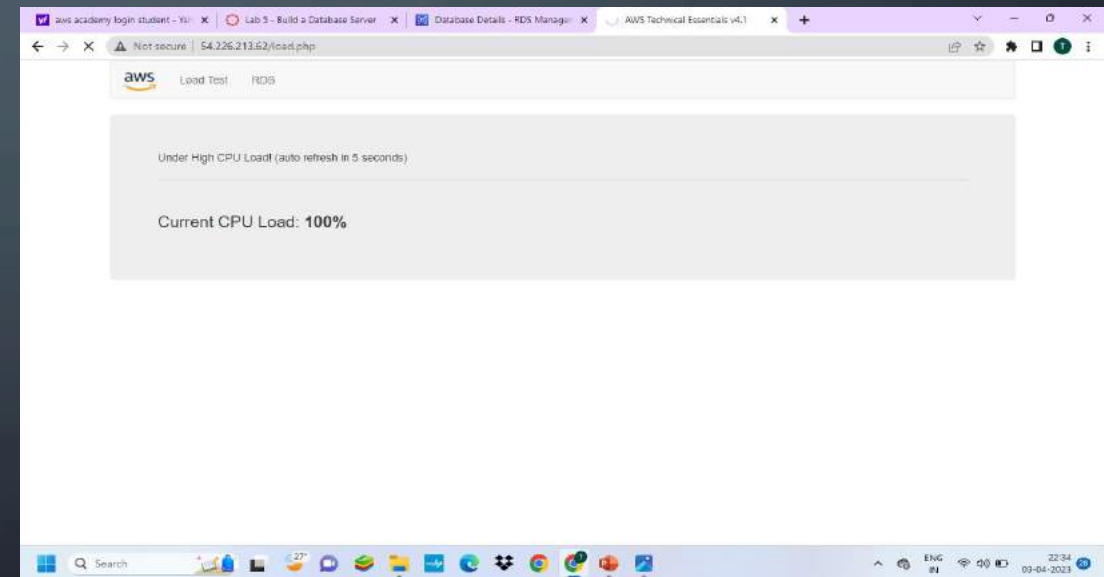 aws academy login student - Yah
Lab 5 - Build a Database Server
Database Details - RDS Manager
AWS Technical Essentials v4.1
Not secure | 54.226.213.62/load.php
aws Load Test RDS
Under High CPU Load! (auto refresh in 5 seconds)
Current CPU Load: 100%
Search
27°
ENG
IN
22:34
03-04-2023